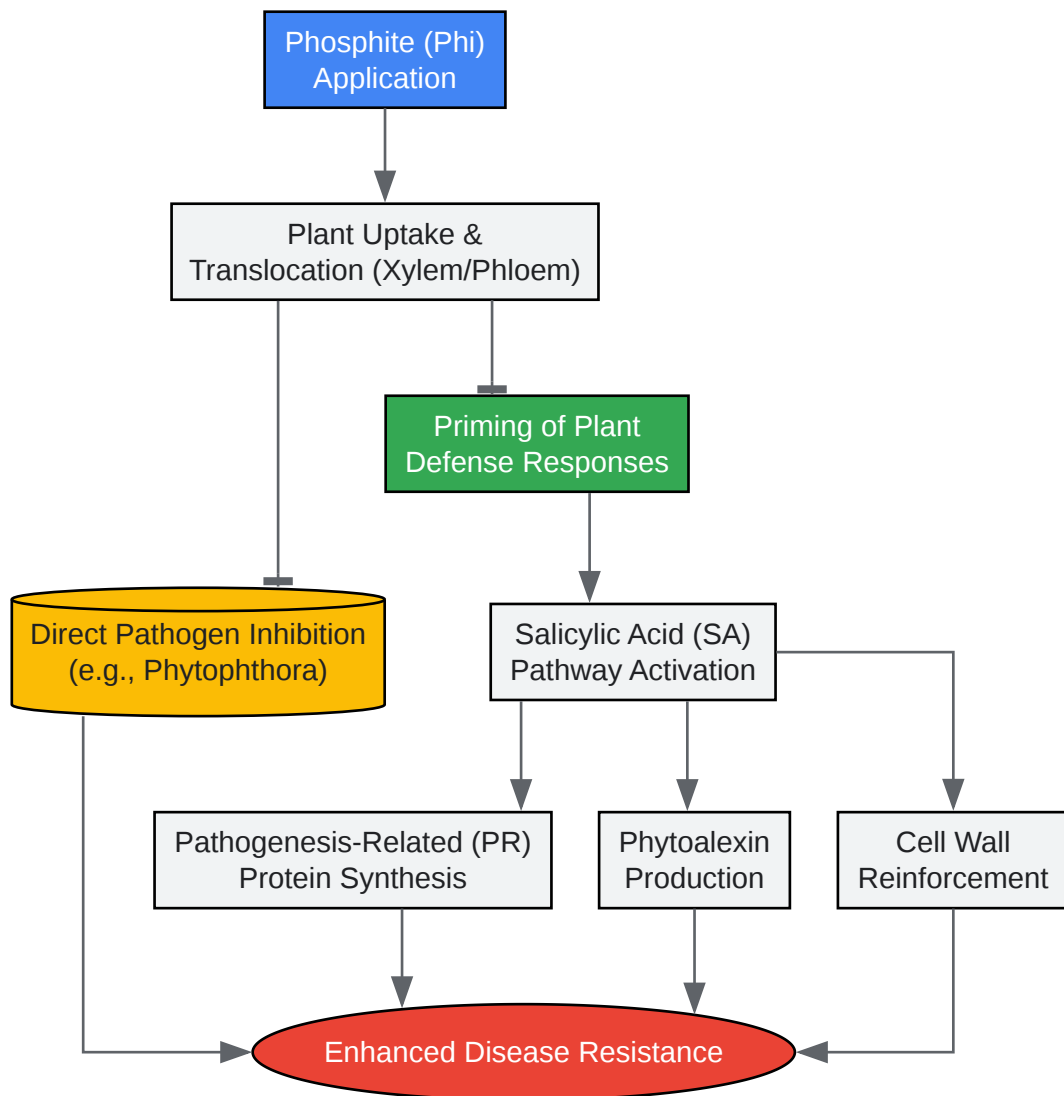 Phosphite (Phi)
Application
Plant Uptake &
Translocation (Xylem/Phloem)
Priming of Plant
Defense Responses
Direct Pathogen Inhibition
(e.g., Phytophthora)
Salicylic Acid (SA)
Pathway Activation
Pathogenesis-Related (PR)
Protein Synthesis
Phytoalexin
Production
Cell Wall
Reinforcement
Enhanced Disease Resistance